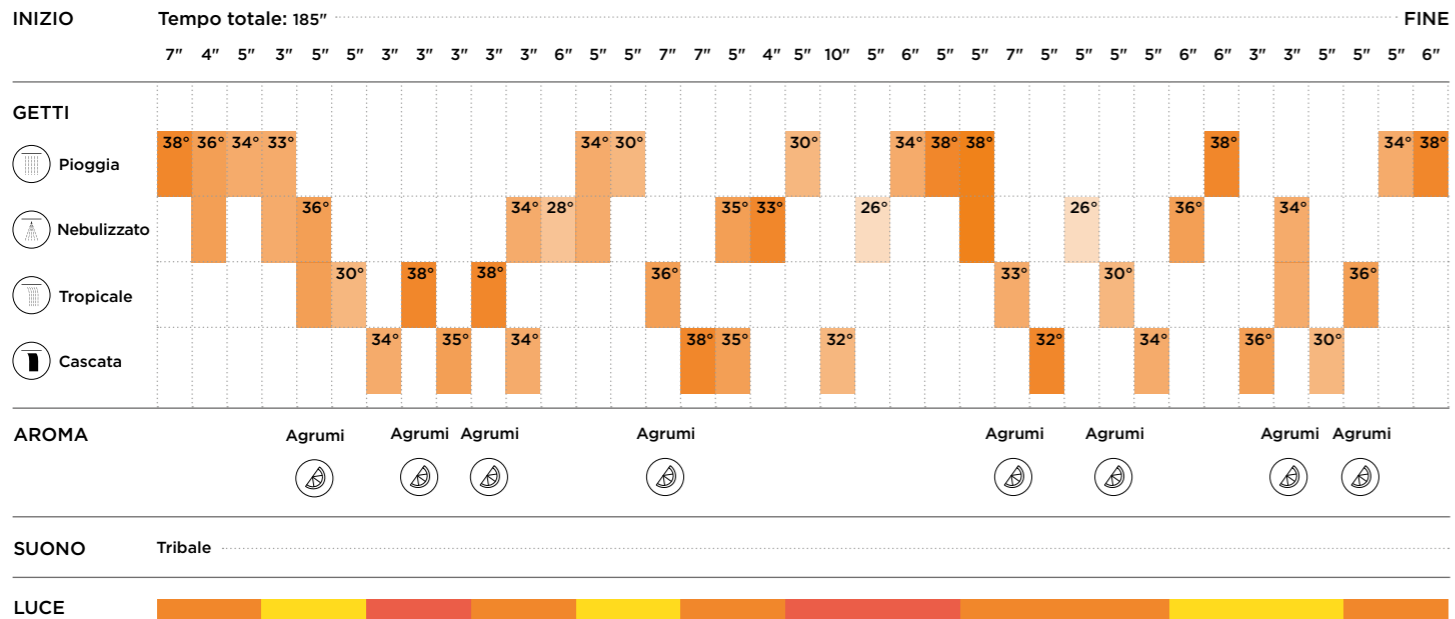 INIZIO Tempo totale: 185" FINE
7" 4" 5" 3" 5" 5" 3" 3" 3" 3" 3" 6" 5" 5" 7" 7" 5" 4" 5" 10" 5" 6" 5" 5" 7" 5" 5" 5" 5" 6" 6" 3" 3" 5" 5" 5" 6"
GETTI
38° 36° 34° 33° 34° 30° 30° 34° 38° 38° 38° 34° 38°
Pioggia
36° 34° 28° 35° 33° 26° 26° 36° 34°
Nebulizzato
30° 38° 38° 36° 33° 30° 36°
Tropicale
34° 35° 34° 38° 35° 32° 32° 34° 36° 30°
Cascata
AROMA Agrumi Agrumi Agrumi Agrumi Agrumi Agrumi Agrumi Agrumi
SUONO Tribale
LUCE